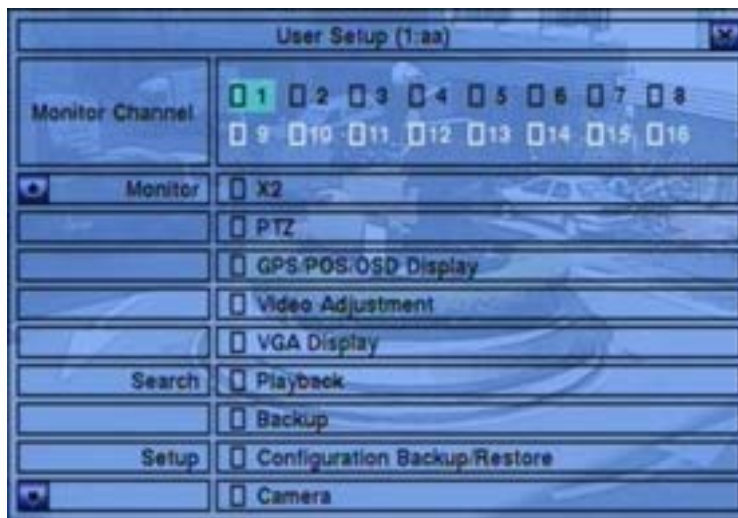 User Setup (1:aa)
Monitor Channel
1 2 3 4 5 6 7 8
9 10 11 12 13 14 15 16
Monitor X2
PTZ
GPS/POS/OSD Display
Video Adjustment
VGA Display
Search Playback
Backup
Setup Configuration Backup/Restore
Camera